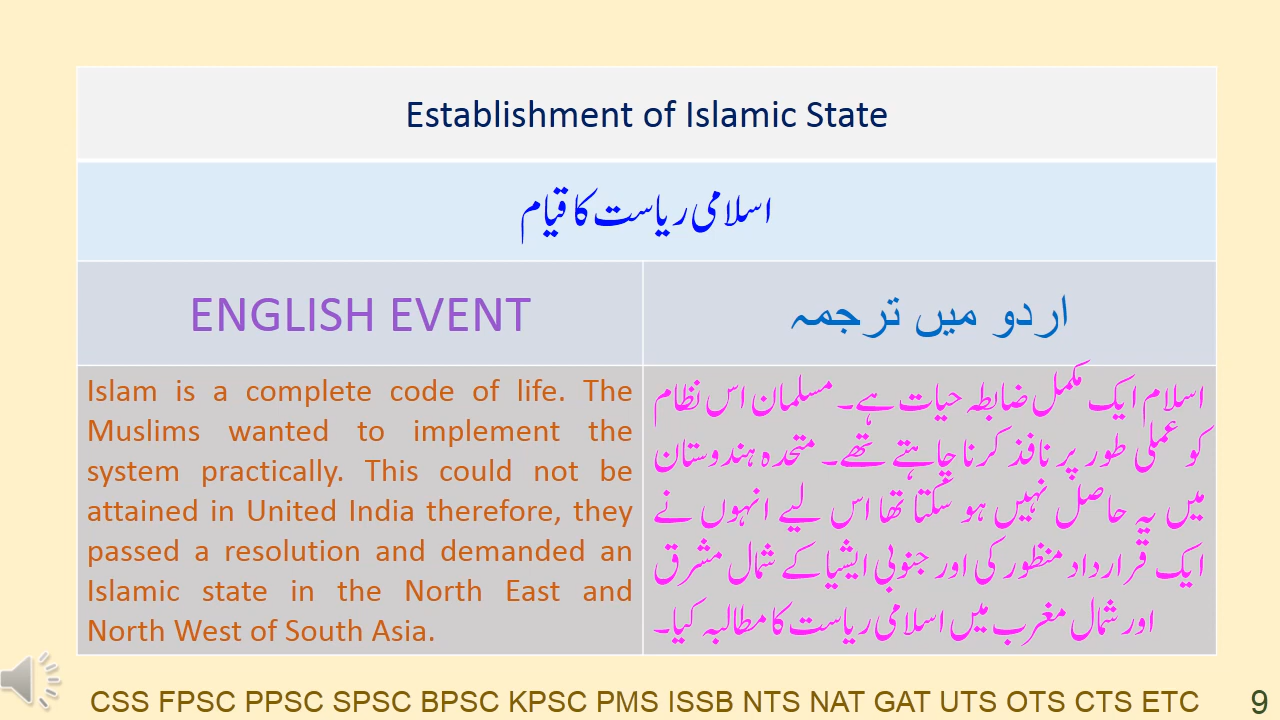 Establishment of Islamic State
اسلامی ریاست کا قیام
ENGLISH EVENT
اردو میں ترجمہ
Islam is a complete code of life. The
Muslims wanted to implement the
system practically. This could not be
attained in United India therefore, they
passed a resolution and demanded an
Islamic state in the North East and
North West of South Asia.
اسلام ایک مکمل ضابطہ حیات ہے۔ مسلمان اس نظام
کو عملی طور پر نافذ کرنا چاہتے تھے۔ متحدہ ہندوستان
میں یہ حاصل نہیں ہو سکتا تھا اس لیے انہوں نے
ایک قرارداد منظور کی اور جنوبی ایشیا کے شمال مشرق
اور شمال مغرب میں اسلامی ریاست کا مطالبہ کیا۔
CSS FPSC PPSC SPSC BPSC KPSC PMS ISSB NTS NAT GAT UTS OTS CTS ETC
9